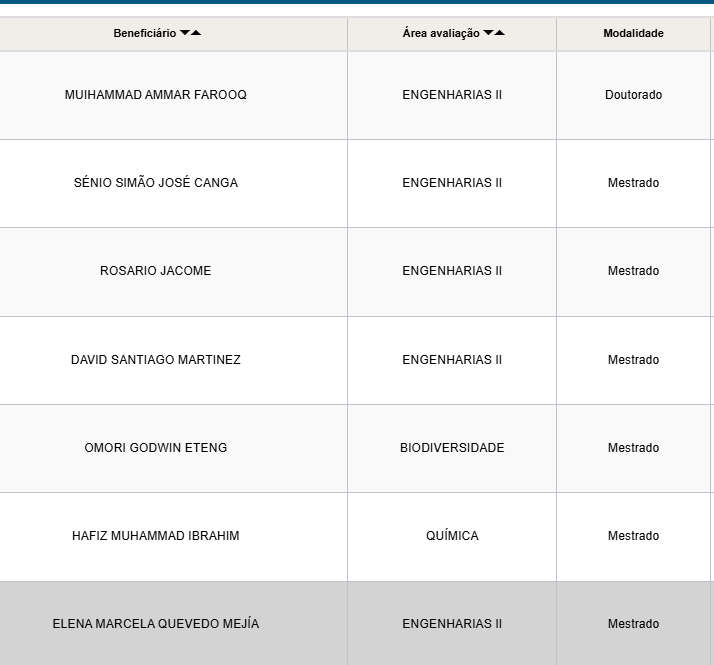 Beneficiário Área avaliação Modalidade
MUIHAMMAD AMMAR FAROOQ ENGENHARIAS II Doutorado
SÉNIO SIMÃO JOSÉ CANGA ENGENHARIAS II Mestrado
ROSARIO JACOME ENGENHARIAS II Mestrado
DAVID SANTIAGO MARTINEZ ENGENHARIAS II Mestrado
OMORI GODWIN ETENG BIODIVERSIDADE Mestrado
HAFIZ MUHAMMAD IBRAHIM QUÍMICA Mestrado
ELENA MARCELA QUEVEDO MEJÍA ENGENHARIAS II Mestrado